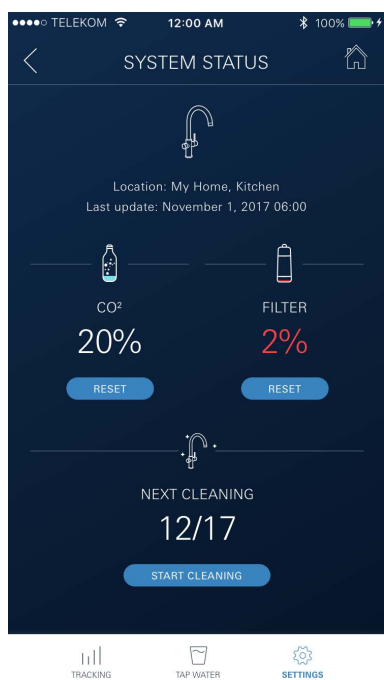 TELEKOM 12:00 AM 100%
SYSTEM STATUS
Location: My Home, Kitchen
Last update: November 1, 2017 06:00
CO² FILTER
20% 2%
RESET RESET
NEXT CLEANING
12/17
START CLEANING
TRACKING TAP WATER SETTINGS